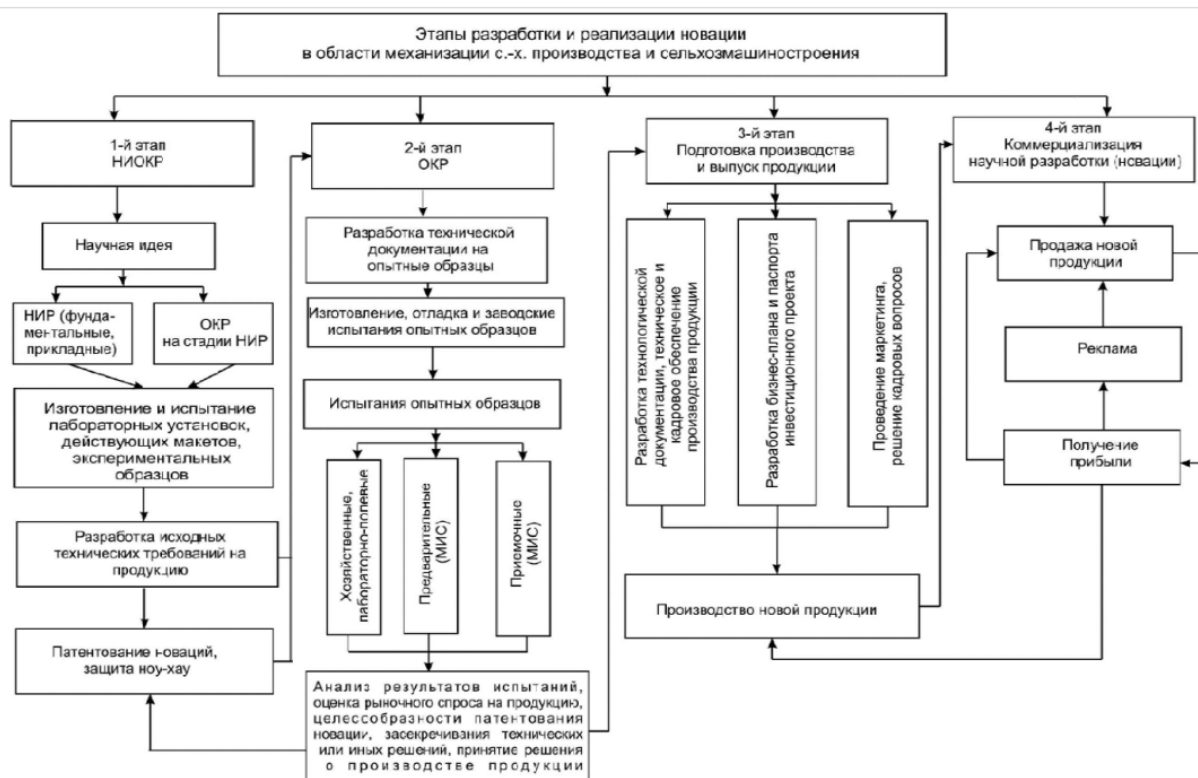 Этапы разработки и реализации новации
в области механизации с.-х. производства и сельхозмашиностроения
1-й этап
НИОКР
Научная идея
НИР (фунда-
ментальные,
прикладные)
ОКР
на стадии НИР
Изготовление и испытание
лабораторных установок,
действующих макетов,
экспериментальных
образцов
Разработка исходных
технических требований на
продукцию
Патентование новаций,
защита ноу-хау
2-й этап
ОКР
Разработка технической
документации на
опытные образцы
Изготовление, отладка и заводские
испытания опытных образцов
Испытания опытных образцов
Хозяйственные,
лабораторно-полевые
Предварительные
(МИС)
Приемочные
(МИС)
Анализ результатов испытаний,
оценка рыночного спроса на продукцию,
целессобразности патентования
новации, засекречивания технических
или иных решений, принятие решения
о производстве продукции
3-й этап
Подготовка производства
и выпуск продукции
Разработка технологической
документации, техническое и
кадровое обеспечение
производства продукции
Разработка бизнес-плана и паспорта
инвестиционного проекта
Проведение маркетинга,
решение кадровых вопросов
Производство новой продукции
4-й этап
Коммерциализация
научной разработки (новации)
Продажа новой
продукции
Реклама
Получение
прибыли